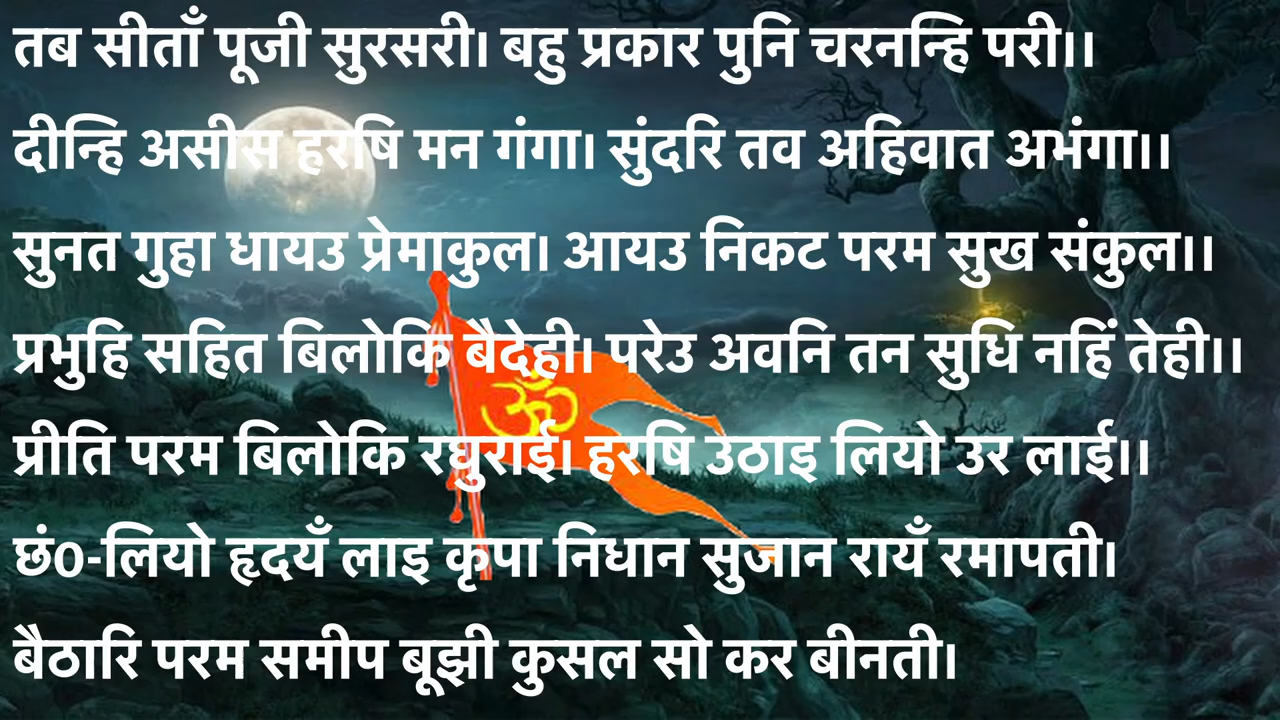 तब सीताँ पूजी सुरसरी। बहु प्रकार पुनि चरनन्हि परी।।
दीन्हि असीस हरषि मन गंगा। सुंदरि तव अहिवात अभंगा।।
सुनत गुहा धायउ प्रेमाकुल। आयउ निकट परम सुख संकुल।।
प्रभुहि सहित बिलोकि बैदेही। परेउ अवनि तन सुधि नहिं तेही।।
प्रीति परम बिलोकि रघुराई। हरषि उठाइ लियो उर लाई।।
छं0-लियो हृदयँ लाइ कृपा निधान सुजान रायँ रमापती।
बैठारि परम समीप बूझी कुसल सो कर बीनती।
ॐ